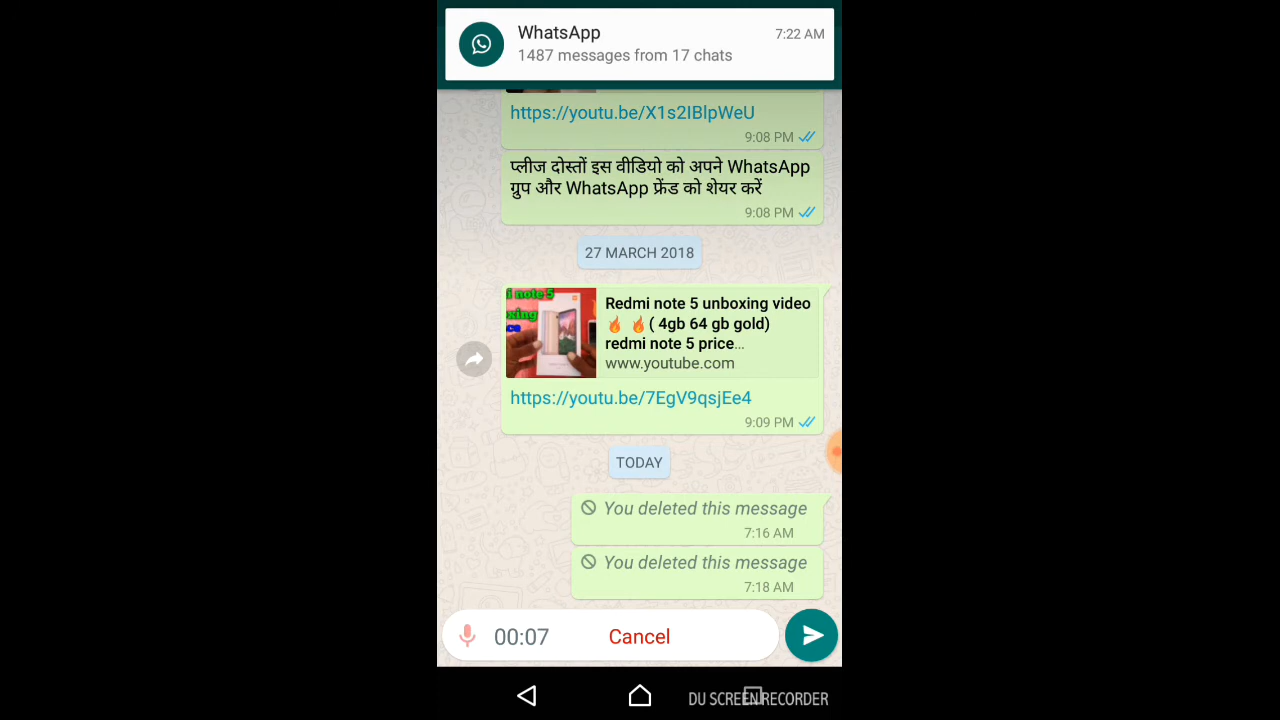 WhatsApp
7:22 AM
1487 messages from 17 chats
https://youtu.be/X1s2IBlpWeU
9:08 PM
प्लीज दोस्तों इस वीडियो को अपने WhatsApp
ग्रुप और WhatsApp फ्रेंड को शेयर करें
9:08 PM
27 MARCH 2018
i note 5
xing
Redmi note 5 unboxing video
🔥 🔥( 4gb 64 gb gold)
redmi note 5 price...
www.youtube.com
https://youtu.be/7EgV9qsjEe4
9:09 PM
TODAY
You deleted this message
7:16 AM
You deleted this message
7:18 AM
00:07 Cancel
DU SCREEN RECORDER